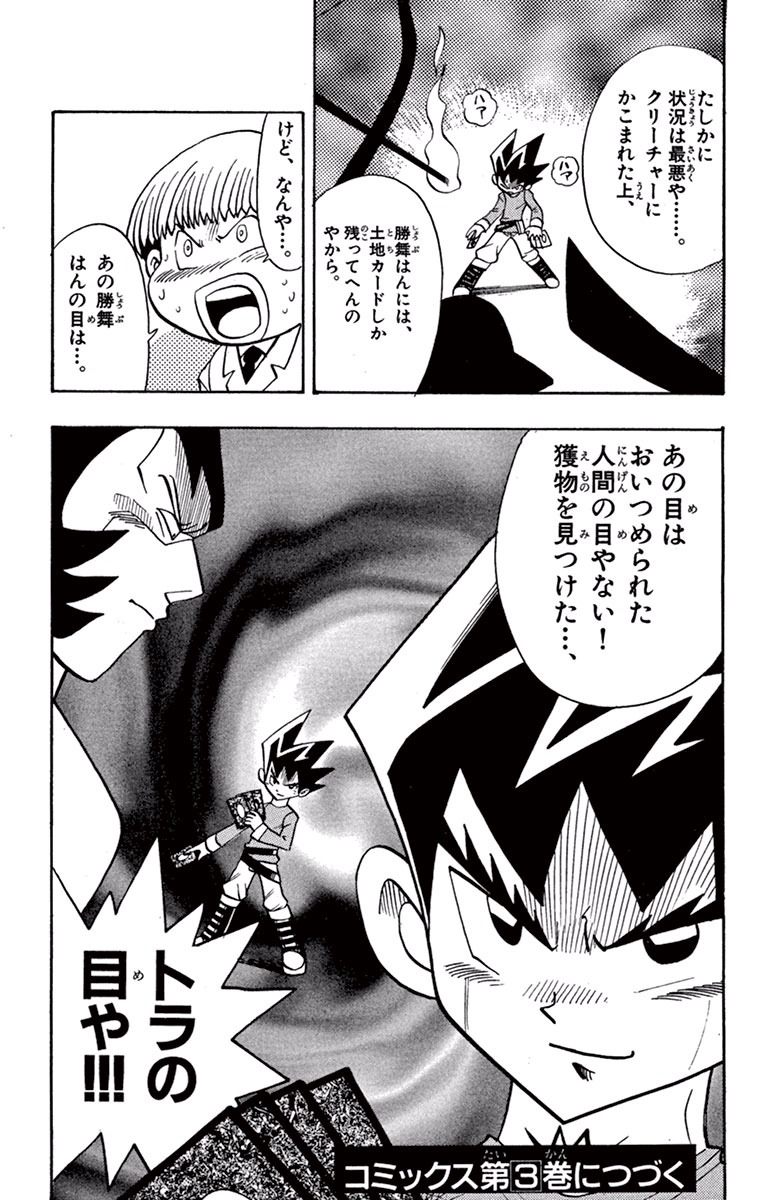 たしかに
状況は最悪や……。
クリーチャーに
かこまれた上、
ハァ
ハァ
勝舞はんには、
土地カードしか
残ってへんの
やから。
けど、なんや…。
あの勝舞
はんの目は…。
あの目は
おいつめられた
人間の目やない!
獲物を見つけた…、
トラの
目や!!!
コミックス第3巻につづく